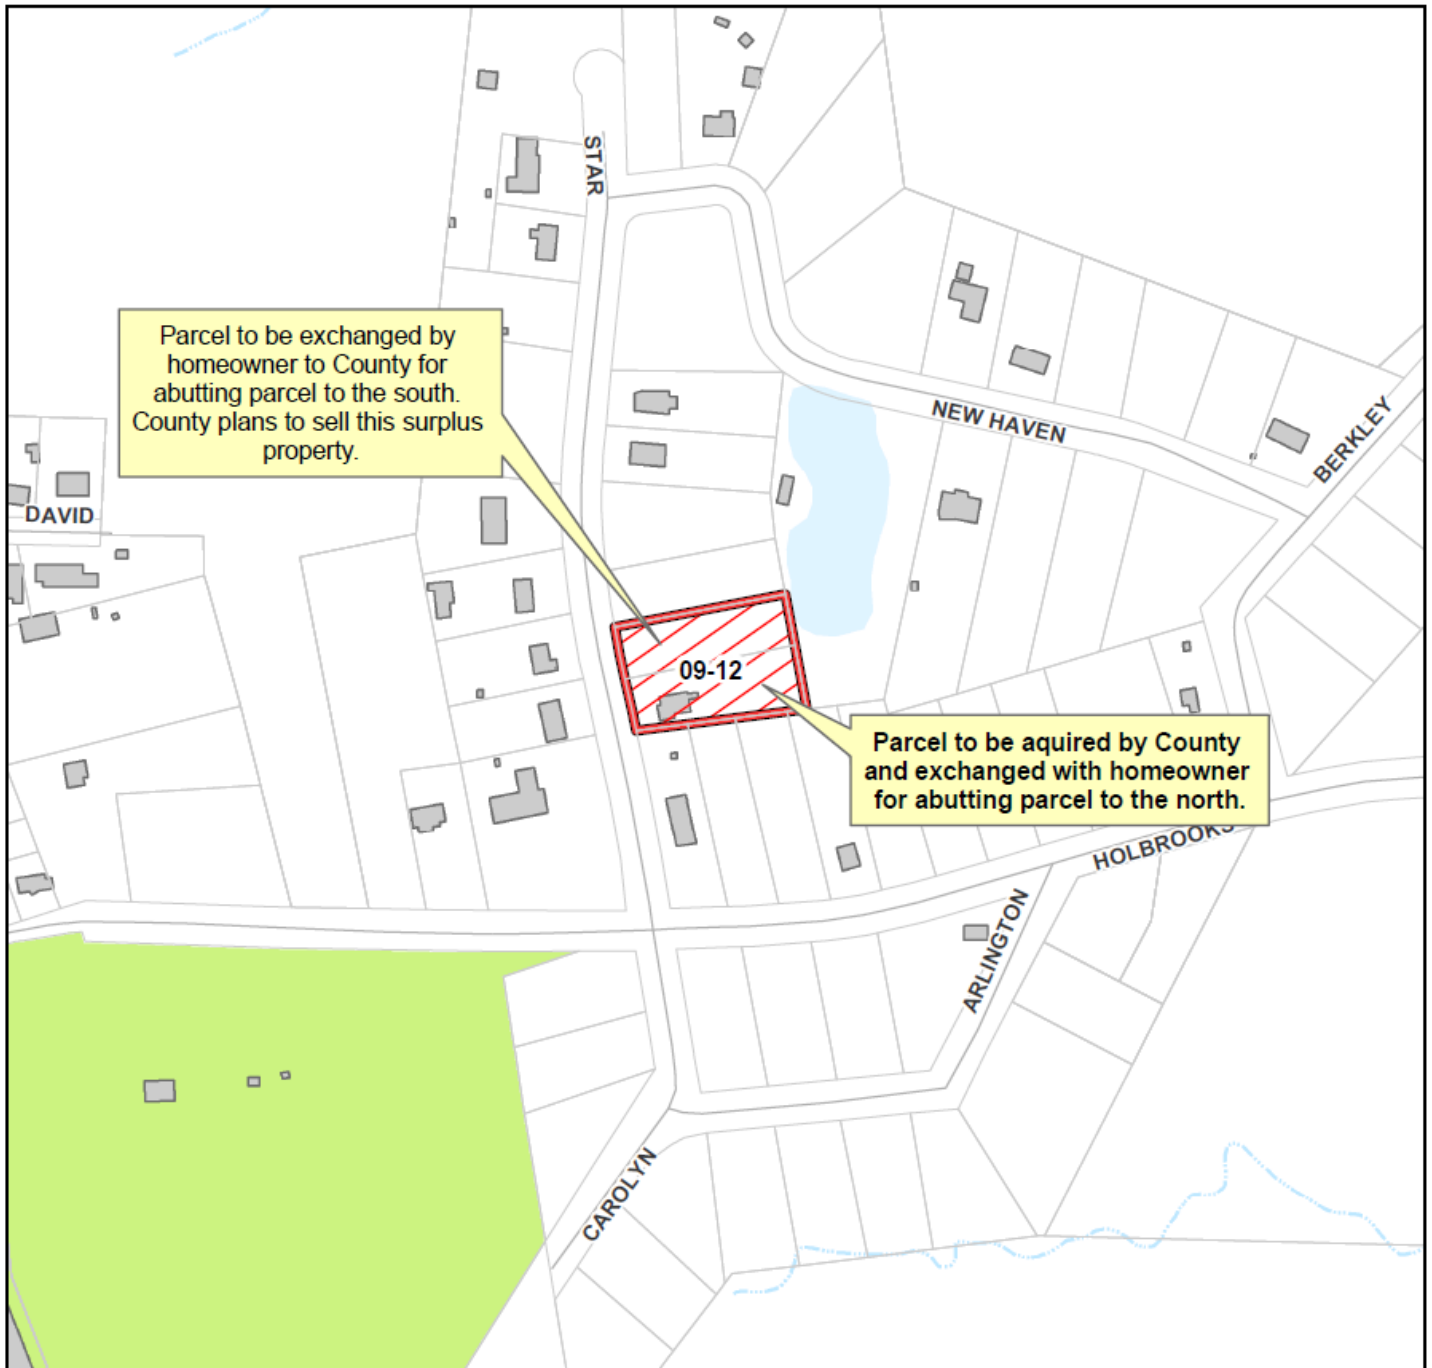 STAR
Parcel to be exchanged by
homeowner to County for
abutting parcel to the south.
County plans to sell this surplus
property.
NEW HAVEN
BERKLEY
DAVID
09-12
Parcel to be aquired by County
and exchanged with homeowner
for abutting parcel to the north.
HOLBROOKS
ARLINGTON
CAROLYN